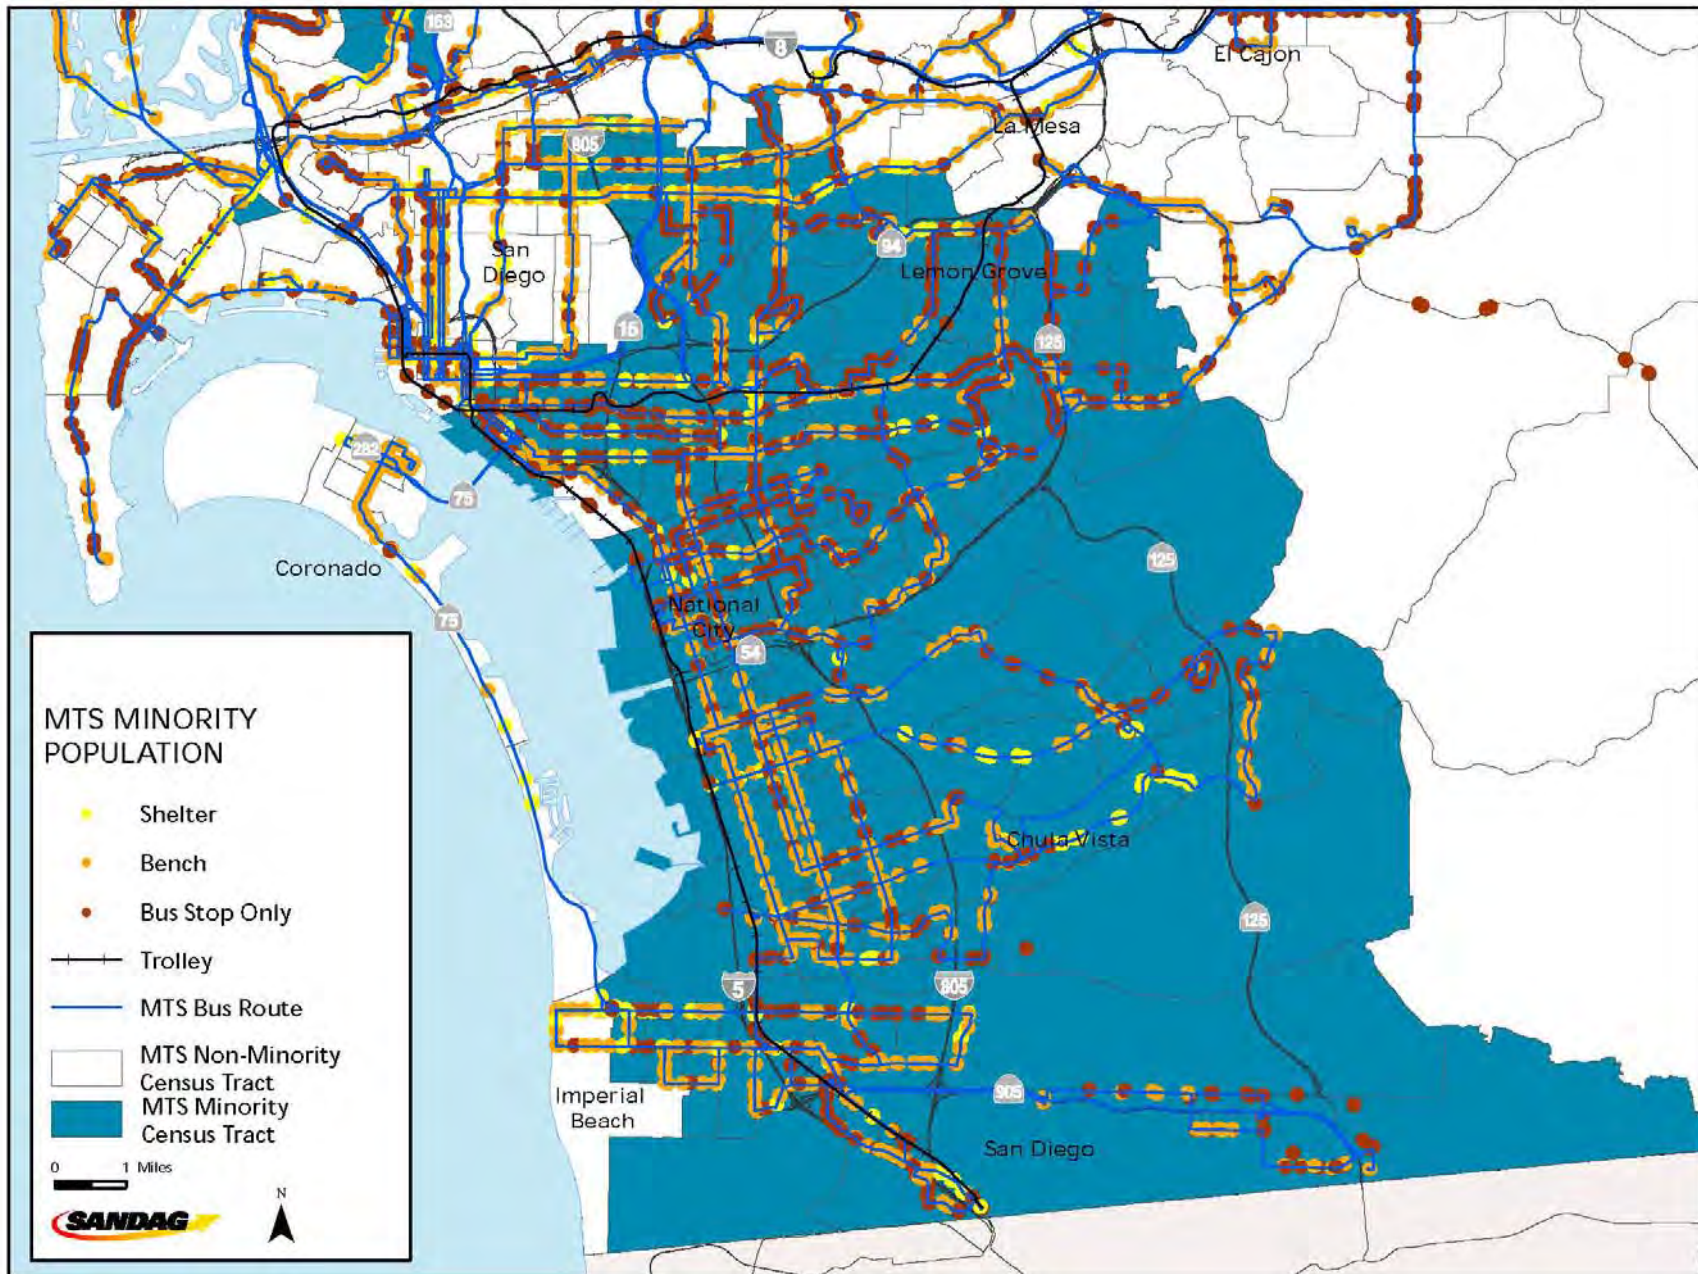 163
8
El Cajon
La Mesa
805
San
Diego
94
Lemon Grove
15
125
282
75
Coronado
75
125
National
City
54
MTS MINORITY
POPULATION
Shelter
Bench
Bus Stop Only
Trolley
MTS Bus Route
MTS Non-Minority
Census Tract
MTS Minority
Census Tract
0 1 Miles
N
SANDAG
Chula Vista
125
5
805
Imperial
Beach
905
San Diego